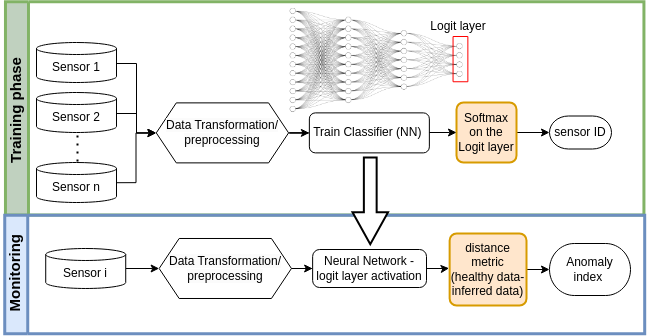 Training phase
Logit layer
Sensor 1
Sensor 2
Sensor n
Data Transformation/
preprocessing
Train Classifier (NN)
Softmax
on the
Logit layer
sensor ID
Monitoring
Sensor i
Data Transformation/
preprocessing
Neural Network -
logit layer activation
distance
metric
(healthy data-
inferred data)
Anomaly
index